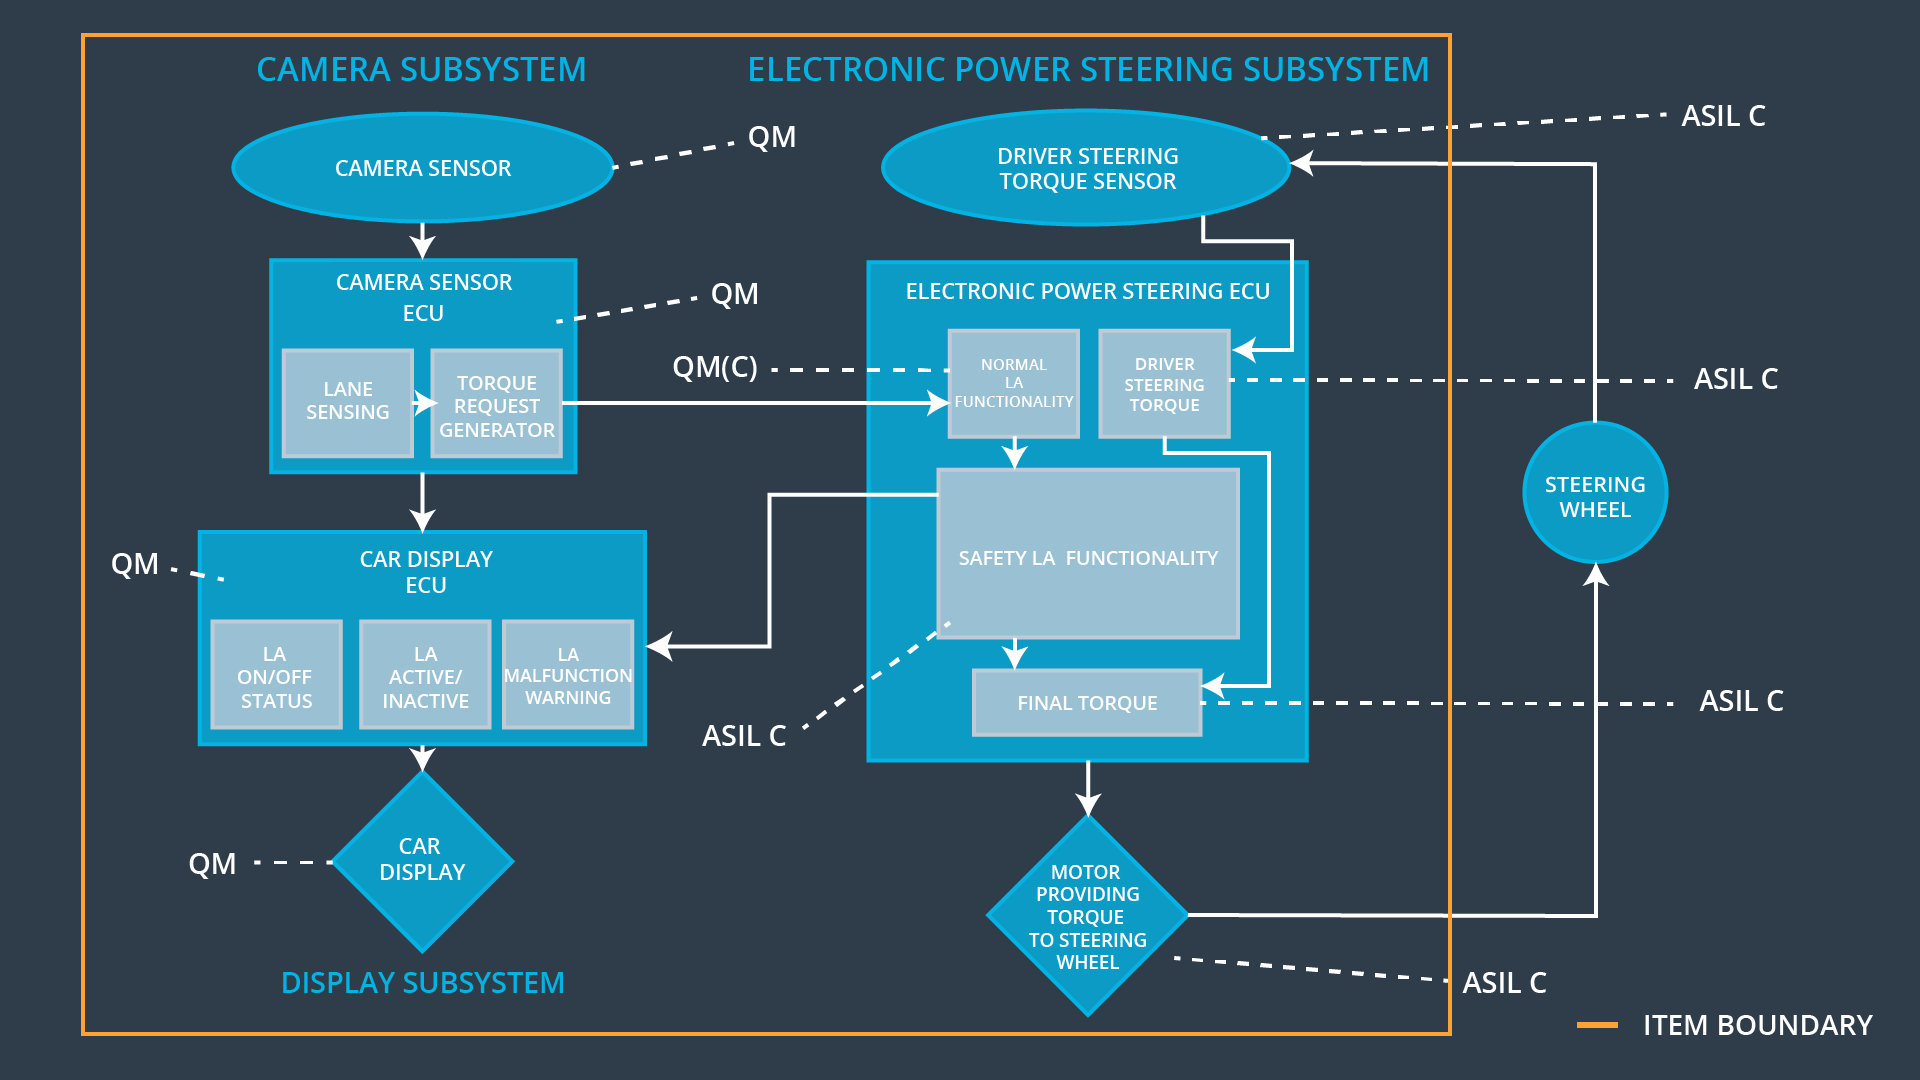 CAMERA SUBSYSTEM
ELECTRONIC POWER STEERING SUBSYSTEM
CAMERA SENSOR
QM
DRIVER STEERING
TORQUE SENSOR
ASIL C
CAMERA SENSOR
ECU
QM
LANE
SENSING
TORQUE
REQUEST
GENERATOR
QM(C)
ELECTRONIC POWER STEERING ECU
NORMAL
LA
FUNCTIONALITY
DRIVER
STEERING
TORQUE
ASIL C
STEERING
WHEEL
QM
CAR DISPLAY
ECU
LA
ON/OFF
STATUS
LA
ACTIVE/
INACTIVE
LA
MALFUNCTION
WARNING
SAFETY LA FUNCTIONALITY
ASIL C
FINAL TORQUE
ASIL C
QM
CAR
DISPLAY
MOTOR
PROVIDING
TORQUE
TO STEERING
WHEEL
ASIL C
DISPLAY SUBSYSTEM
ITEM BOUNDARY